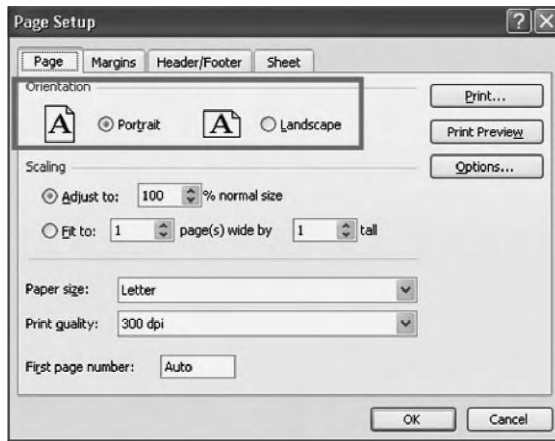 Page Setup
Page Margins Header/Footer Sheet
Orientation
A Portrait A Landscape
Print...
Print Preview
Options...
Scaling
Adjust to: 100 % normal size
Fit to: 1 page(s) wide by 1 tall
Paper size: Letter
Print quality: 300 dpi
First page number: Auto
OK Cancel